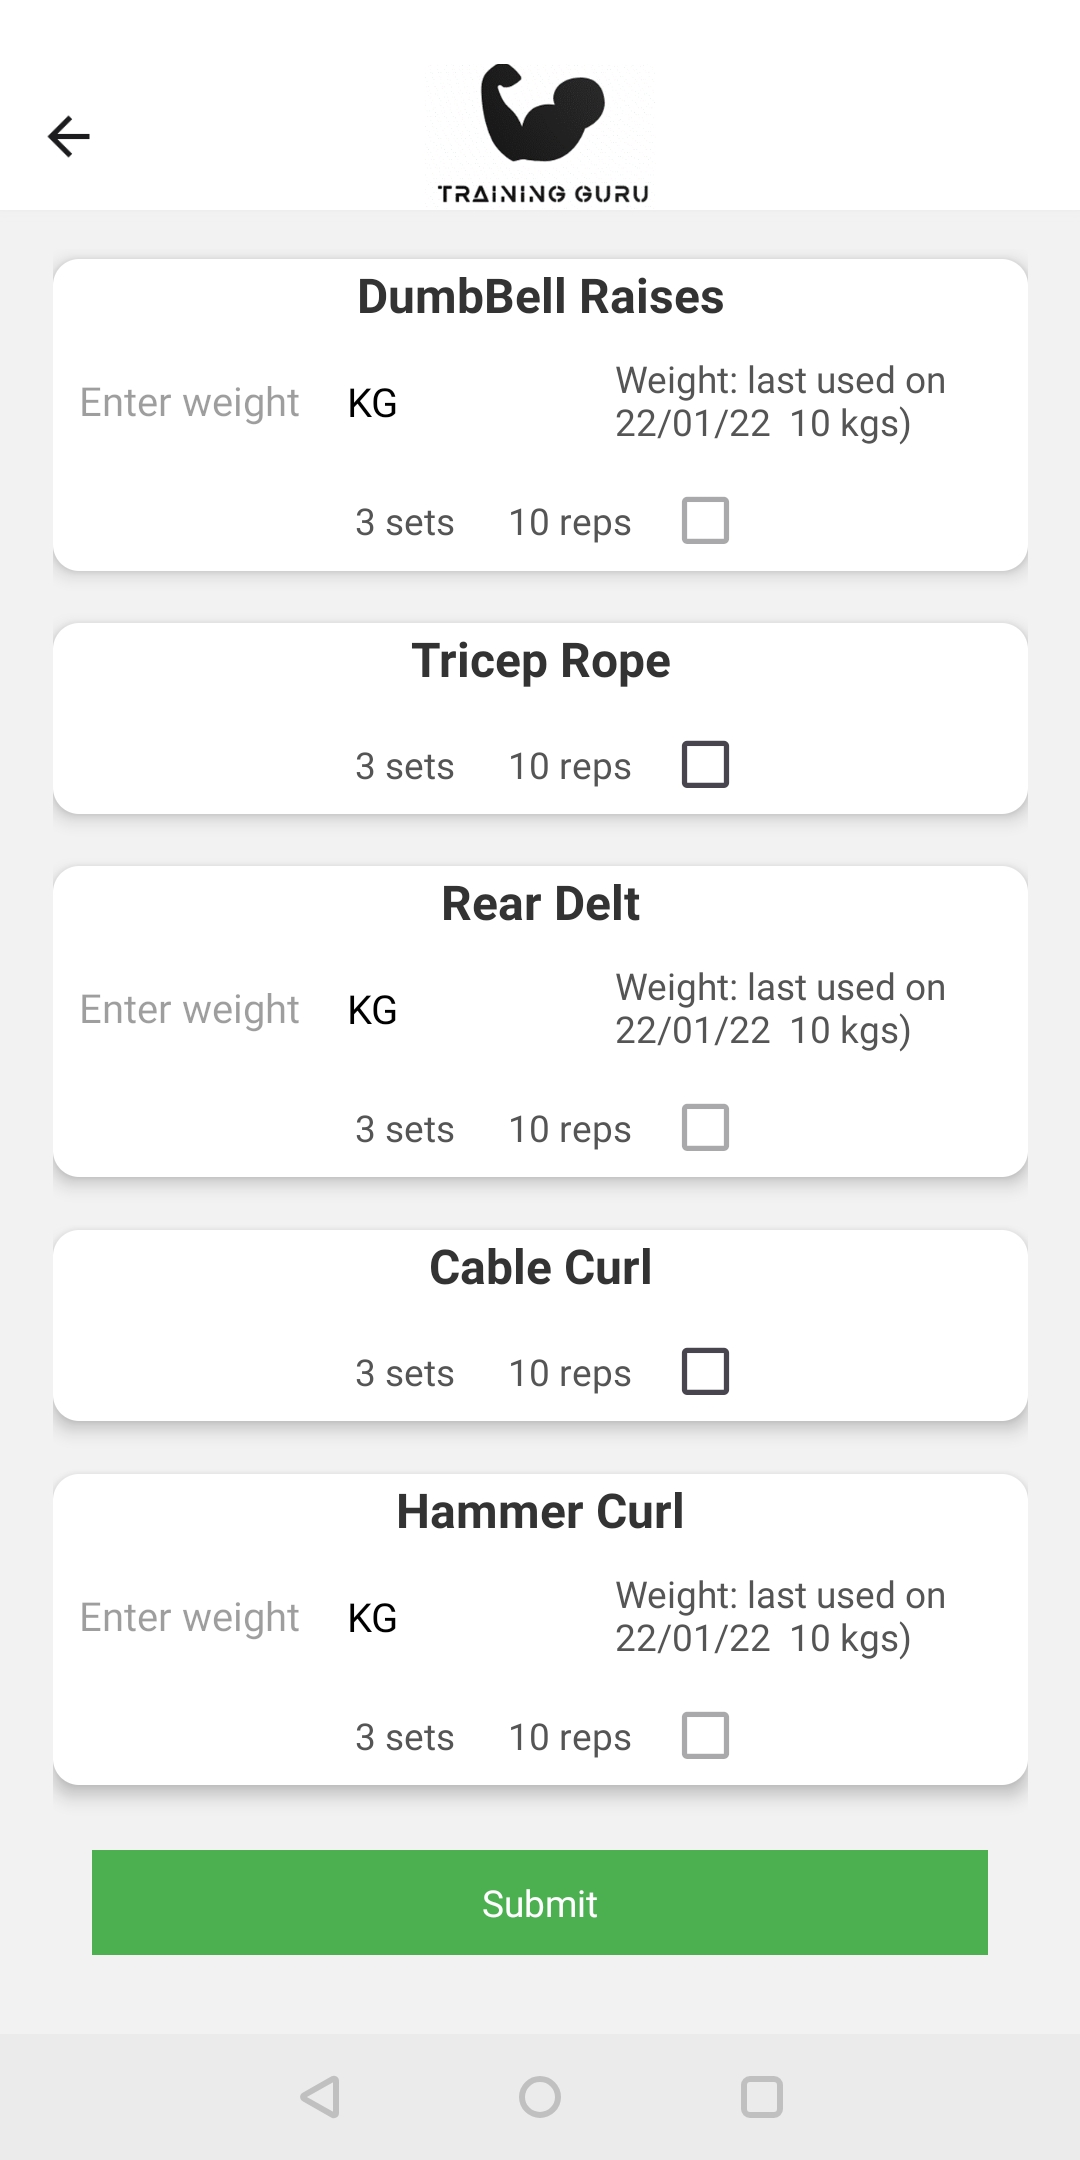 TRAINING GURU
DumbBell Raises
Enter weight KG
Weight: last used on
22/01/22  10 kgs)
3 sets 10 reps
Tricep Rope
3 sets 10 reps
Rear Delt
Enter weight KG
Weight: last used on
22/01/22  10 kgs)
3 sets 10 reps
Cable Curl
3 sets 10 reps
Hammer Curl
Enter weight KG
Weight: last used on
22/01/22  10 kgs)
3 sets 10 reps
Submit